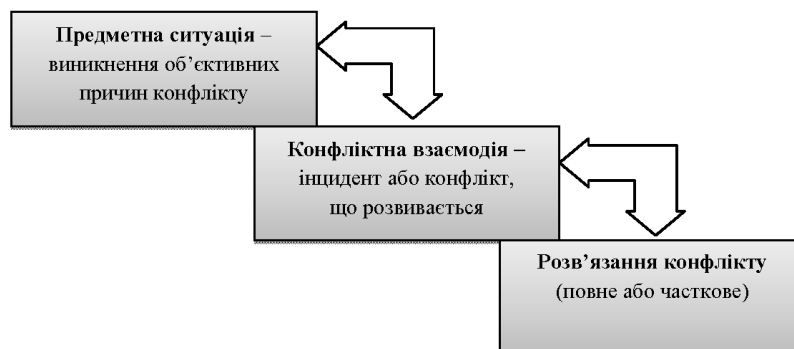 Предметна ситуація –
виникнення об’єктивних
причин конфлікту
Конфліктна взаємодія –
інцидент або конфлікт,
що розвивається
Розв’язання конфлікту
(повне або часткове)